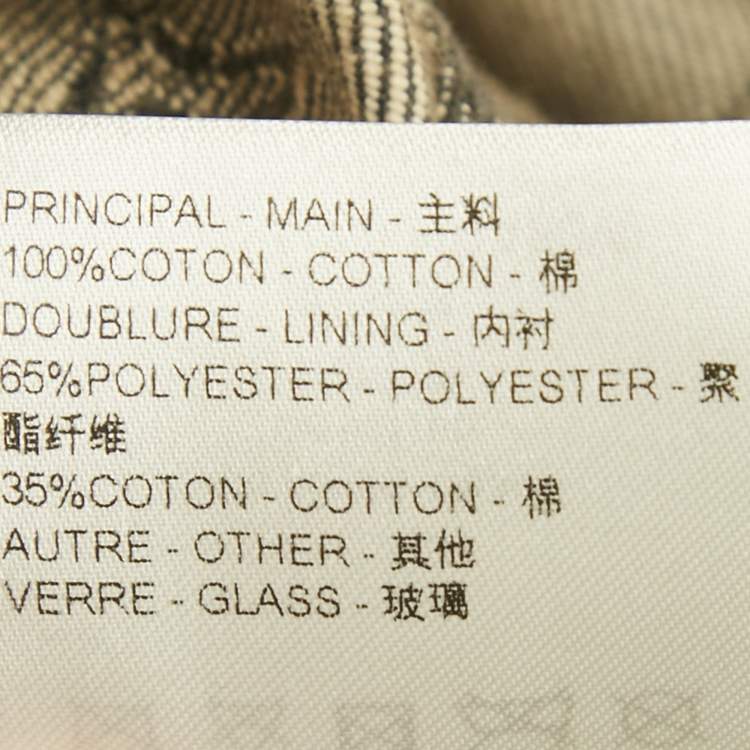 PRINCIPAL - MAIN - 主料
100%COTON - COTTON - 棉
DOUBLURE - LINING - 内衬
65%POLYESTER - POLYESTER - 聚
酯纤维
35%COTON - COTTON - 棉
AUTRE - OTHER - 其他
VERRE - GLASS - 玻璃